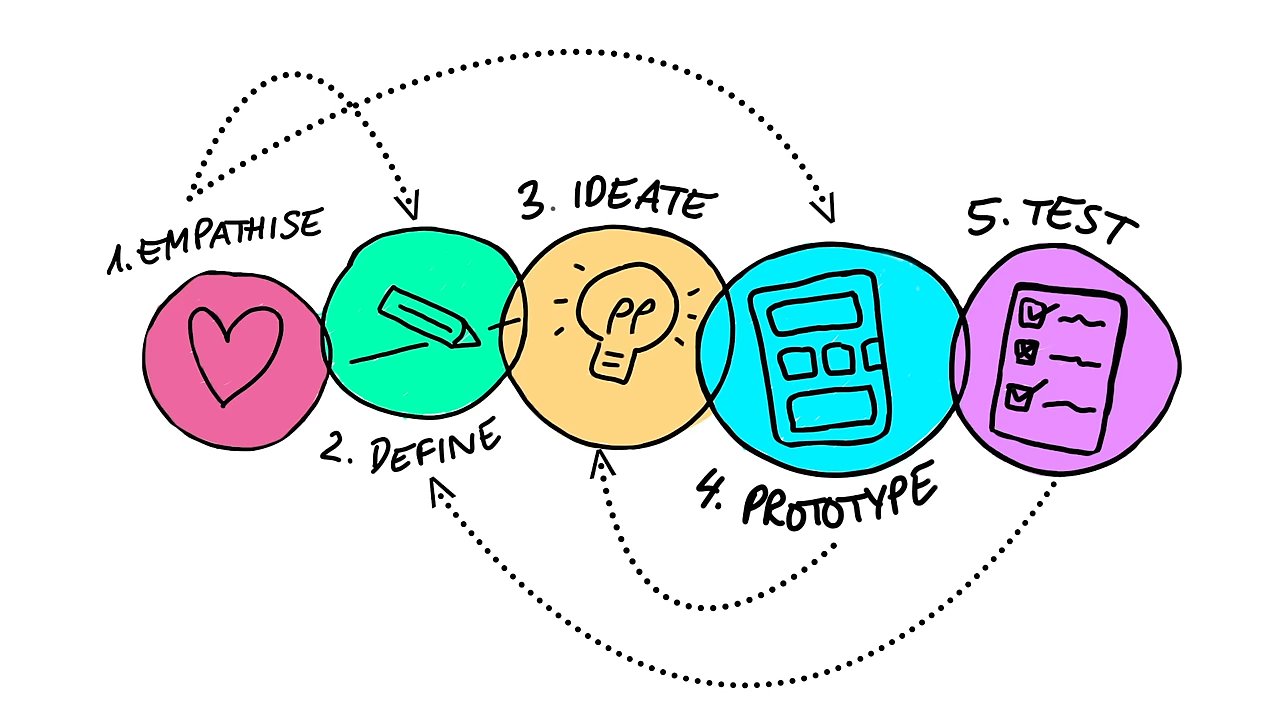 1. EMPATHISE
2. DEFINE
3. IDEATE
4. PROTOTYPE
5. TEST